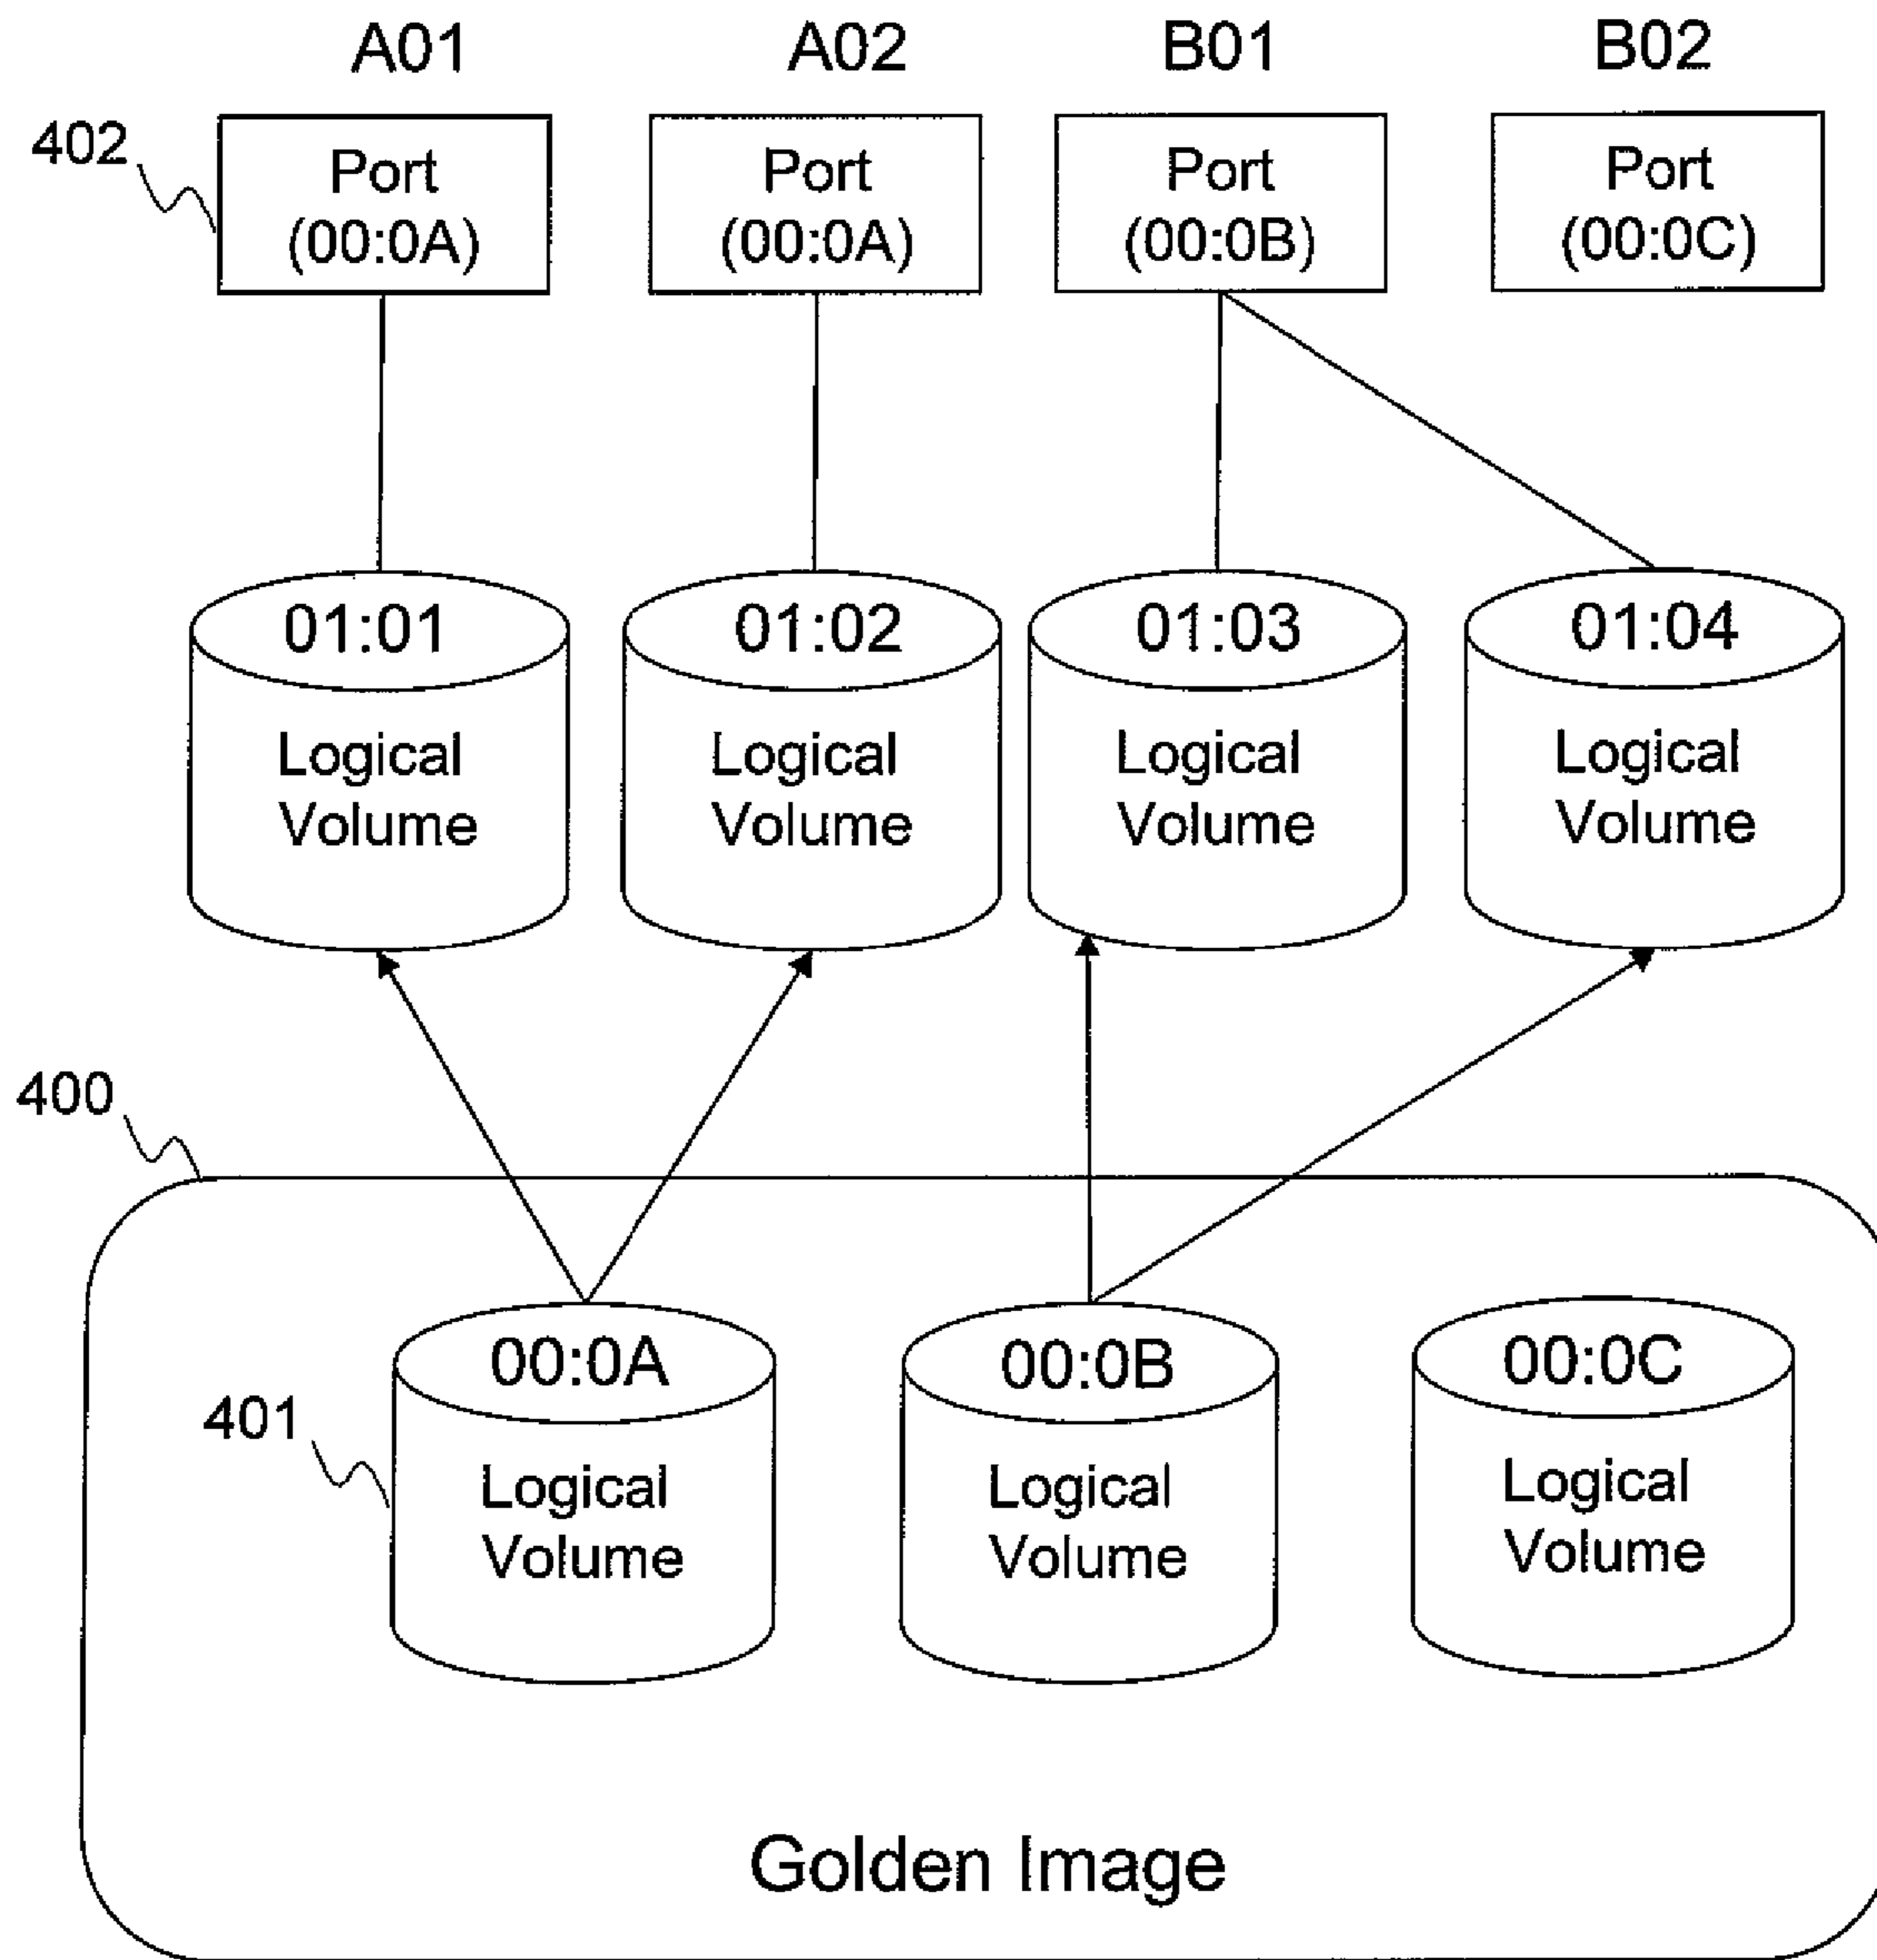 A01 A02 B01 B02
402
Port Port Port Port
(00:0A) (00:0A) (00:0B) (00:0C)
01:01 01:02 01:03 01:04
Logical Logical Logical Logical
Volume Volume Volume Volume
400
00:0A 00:0B 00:0C
401
Logical Logical Logical
Volume Volume Volume
Golden Image